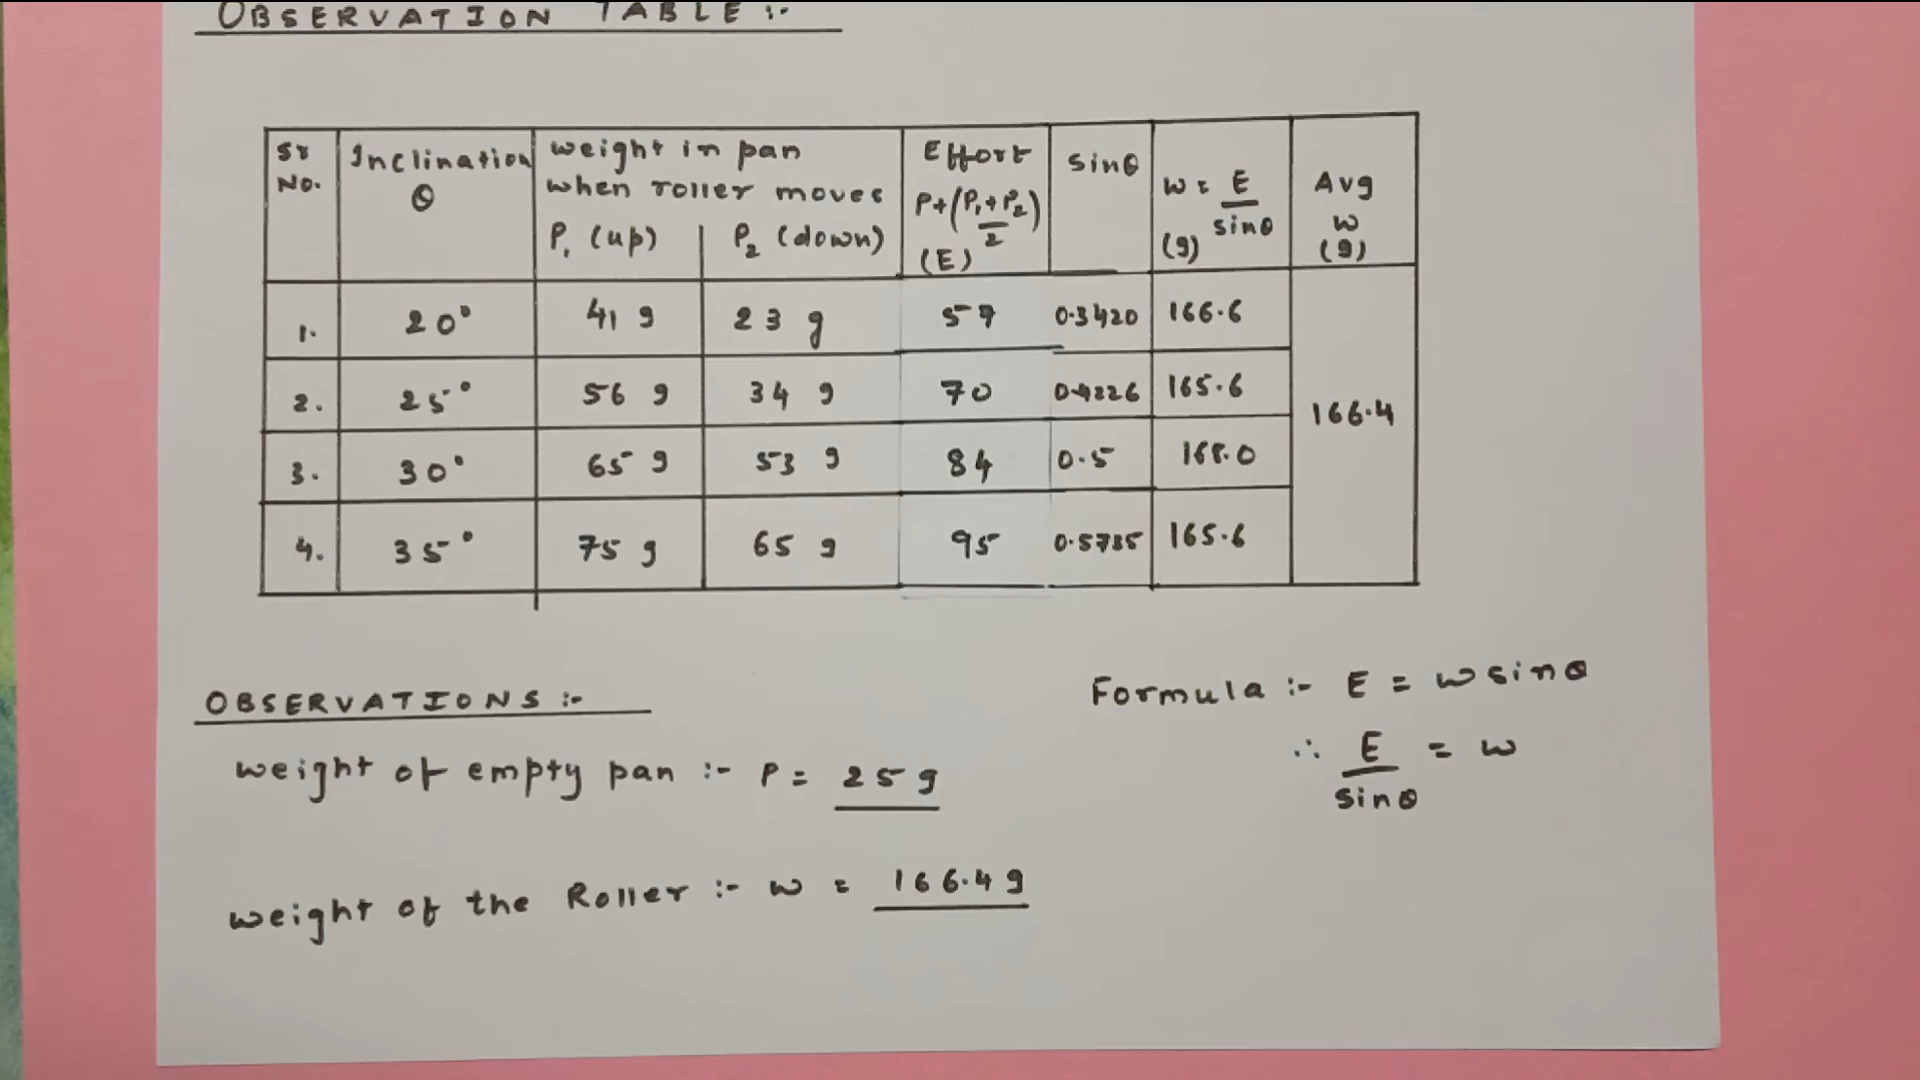 OBSERVATION TABLE :-
Sr No. | Inclination θ | weight in pan when roller moves P₁ (up) | P₂ (down) | Effort P+(P₁+P₂/2) (E) | sinθ | w = E/sinθ (g) | Avg w (g)
1. | 20° | 41 g | 23 g | 57 | 0.3420 | 166.6 | 166.4
2. | 25° | 56 g | 34 g | 70 | 0.4226 | 165.6
3. | 30° | 65 g | 53 g | 84 | 0.5 | 168.0
4. | 35° | 75 g | 65 g | 95 | 0.5735 | 165.6
OBSERVATIONS :-
weight of empty pan :- P = 25 g
weight of the Roller :- w = 166.4 g
Formula :- E = w sinθ
∴ E/sinθ = w